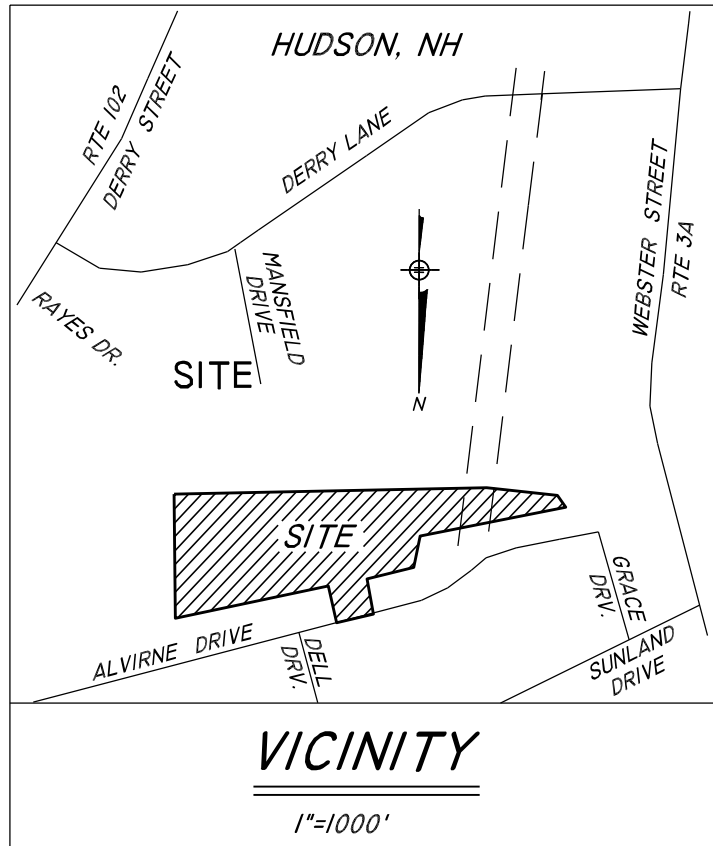 HUDSON, NH
RTE 102
DERRY STREET
DERRY LANE
WEBSTER STREET
RTE 3A
MANSFIELD
DRIVE
RAYES DR.
SITE
N
SITE
GRACE
DRV.
ALVIRNE DRIVE
DELL
DRV.
SUNLAND
DRIVE
VICINITY
1"=1000'